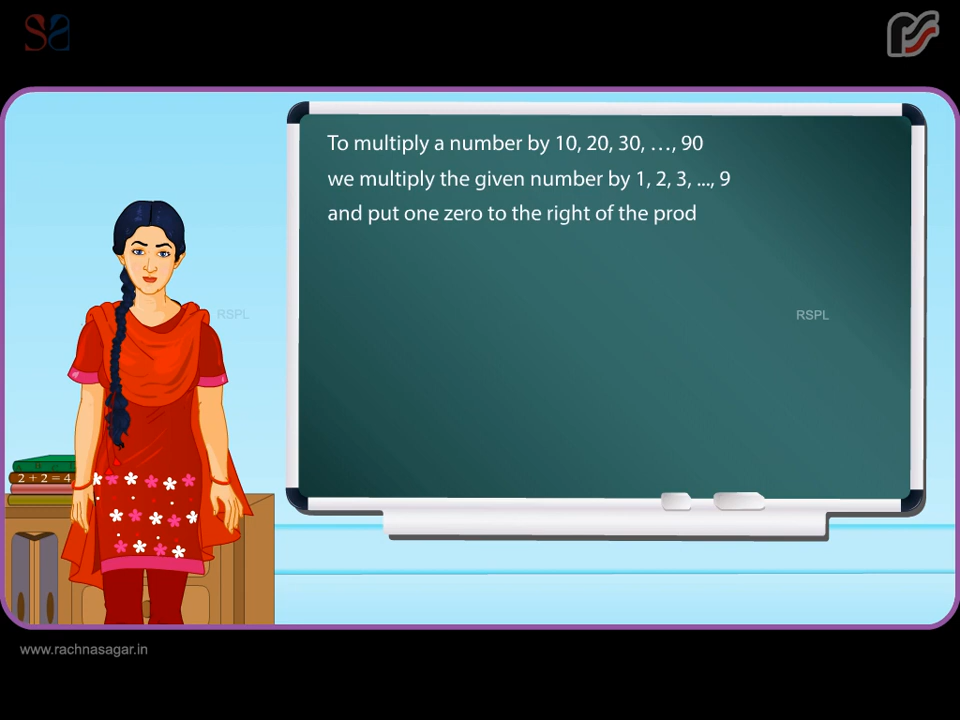 To multiply a number by 10, 20, 30, …, 90
we multiply the given number by 1, 2, 3, ..., 9
and put one zero to the right of the prod
RSPL
RSPL
2 + 2 = 4
www.rachnasagar.in